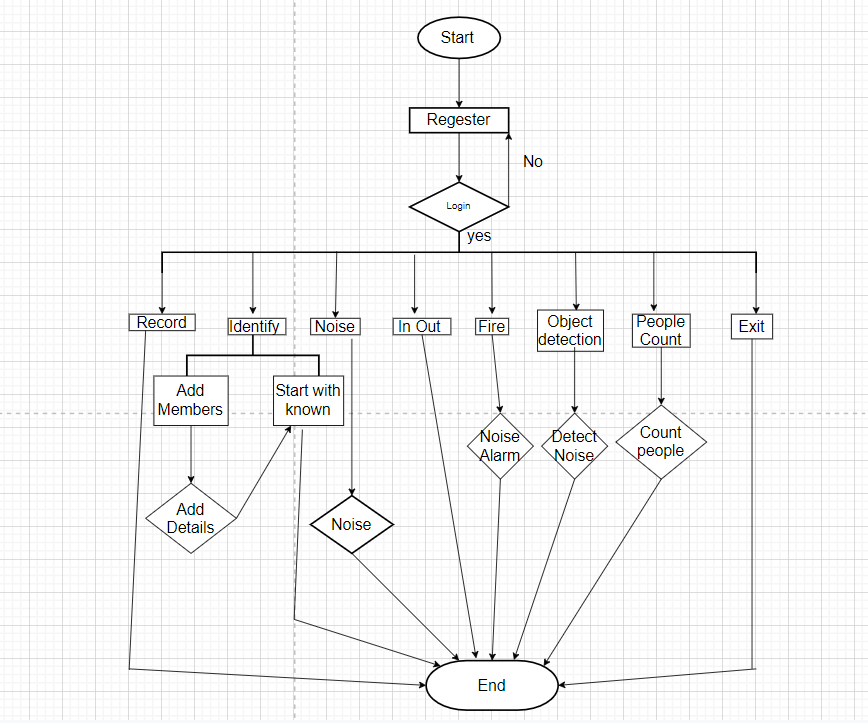 Start
Regester
No
Login
yes
Record
Identify
Noise
In Out
Fire
Object
detection
People
Count
Exit
Add
Members
Start with
known
Noise
Alarm
Detect
Noise
Count
people
Add
Details
Noise
End